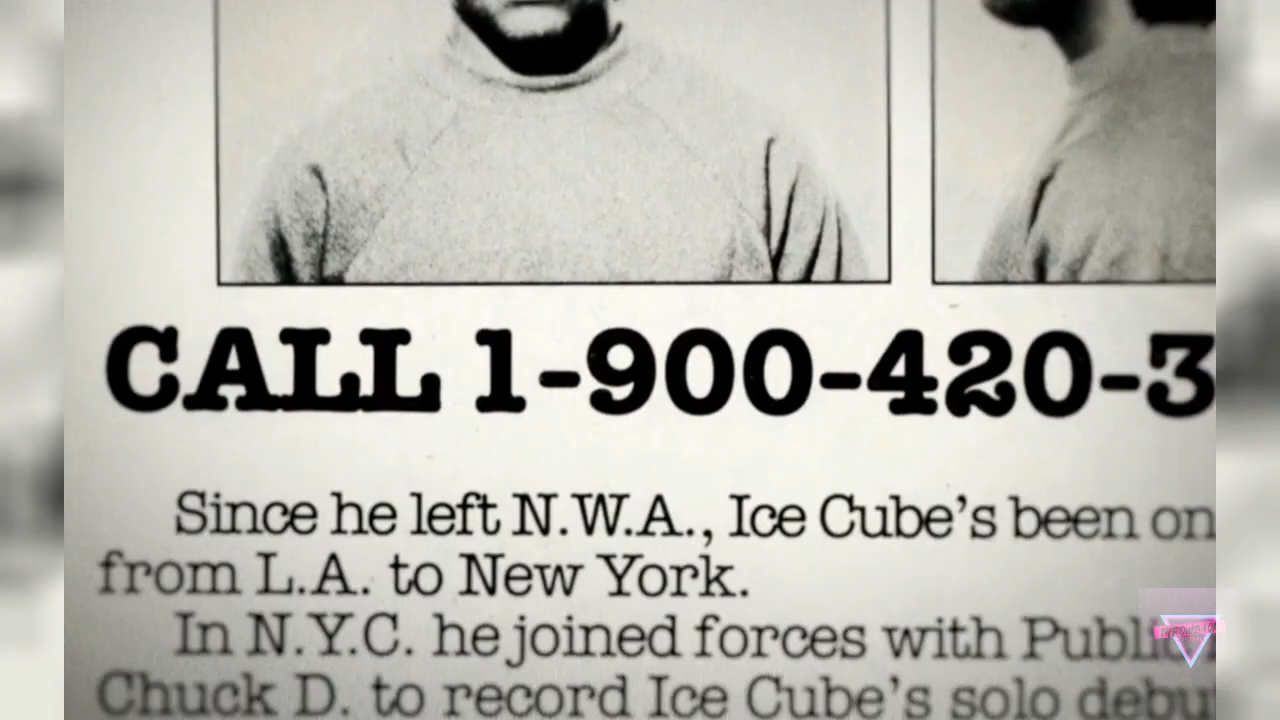 CALL 1-900-420-3
Since he left N.W.A., Ice Cube's been on
from L.A. to New York.
In N.Y.C. he joined forces with Public
Chuck D. to record Ice Cube's solo debut